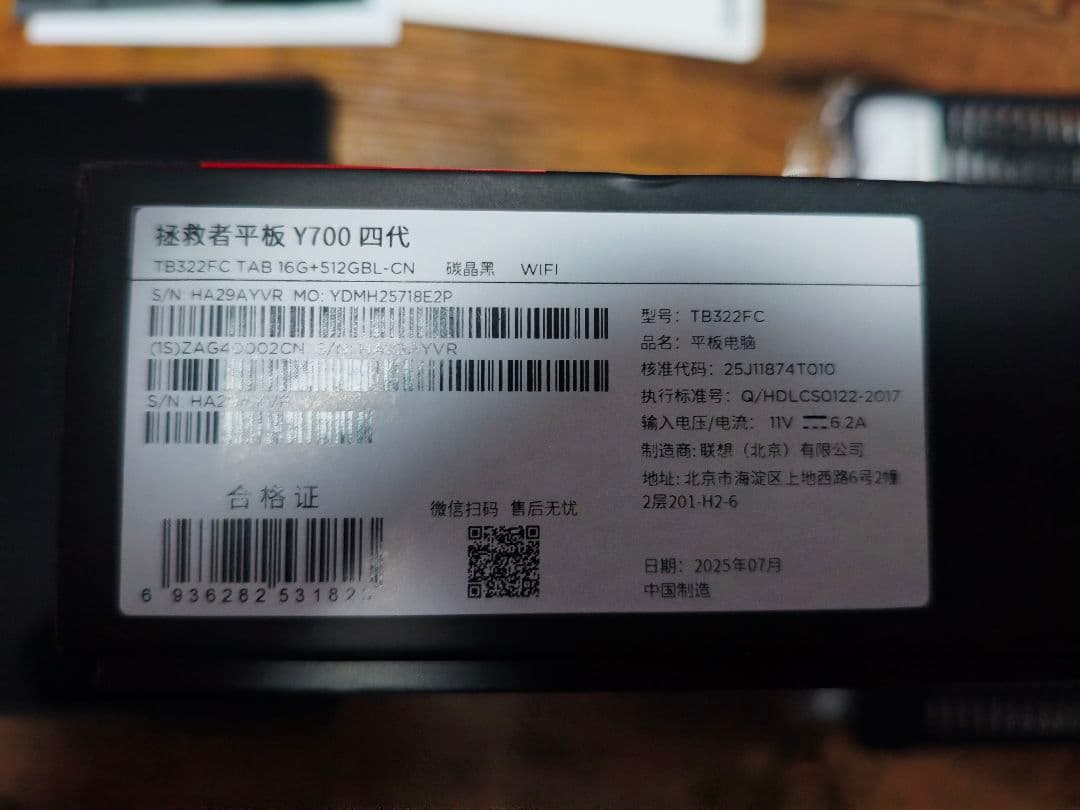 拯救者平板 Y700 四代
TB322FC TAB 16G+512GBL-CN 碳晶黑 WIFI
S/N: HA29AYVR MO: YDMH25718E2P
(1S)ZAG40002CN S/N: YVR
S/N: HA29
型号: TB322FC
品名: 平板电脑
核准代码: 25J11874T010
执行标准号: Q/HDLCS0122-2017
输入电压/电流: 11V 6.2A
制造商: 联想（北京）有限公司
地址: 北京市海淀区上地西路6号2幢
2层201-H2-6
合格证
6 936282 53182
微信扫码 售后无忧
日期: 2025年07月
中国制造